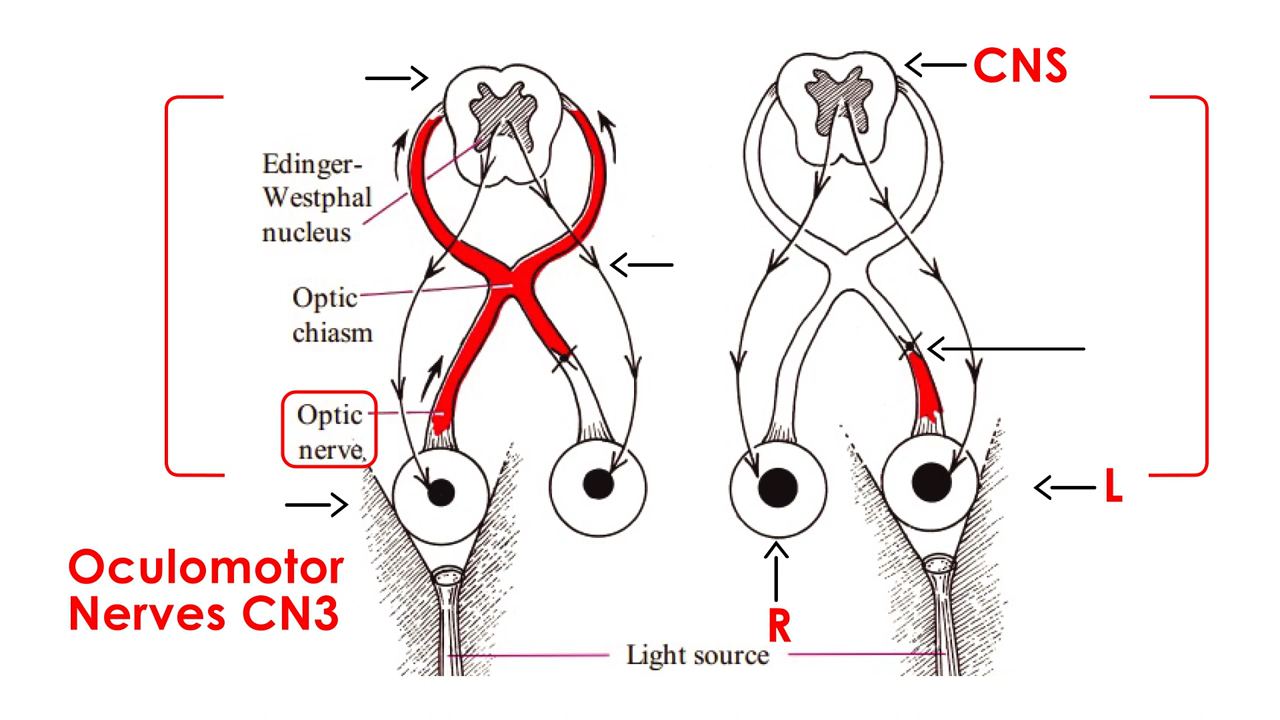 CNS
Edinger-
Westphal
nucleus
Optic
chiasm
Optic
nerve
L
Oculomotor
Nerves CN3
R
Light source